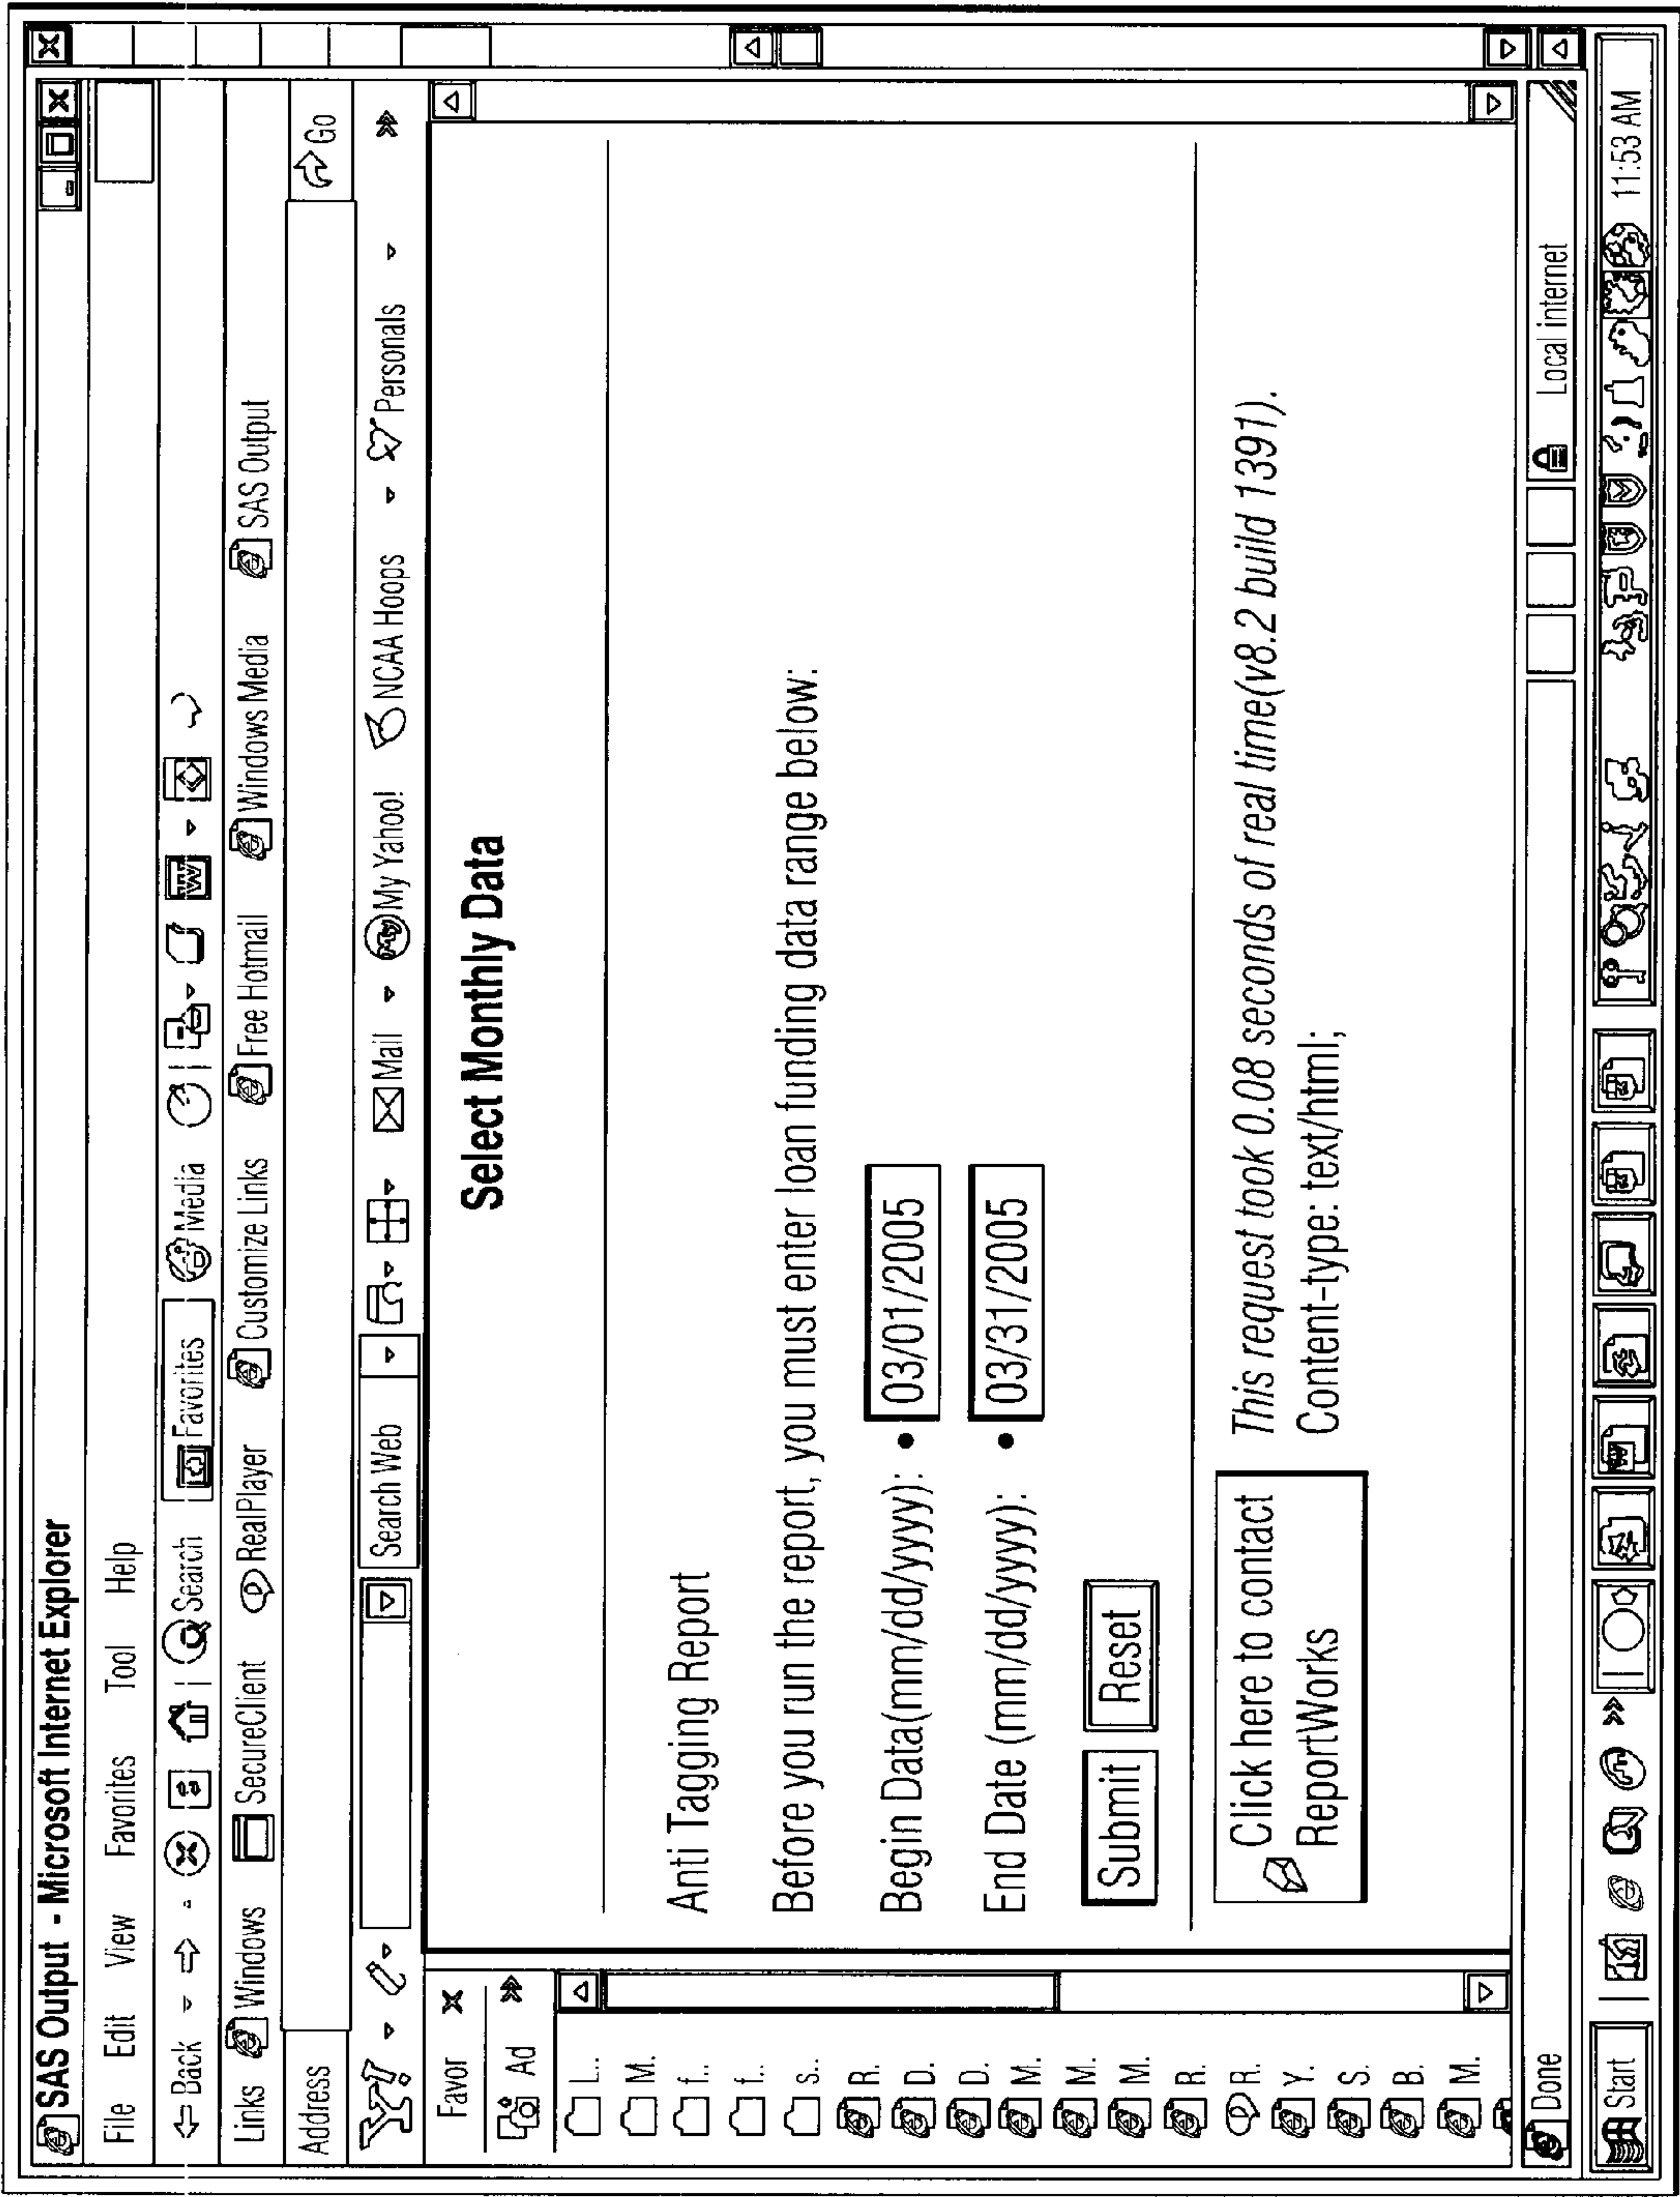 SAS Output - Microsoft Internet Explorer
File Edit View Favorites Tool Help
Back Search Favorites Media
Links Windows SecureClient RealPlayer Customize Links Free Hotmail Windows Media SAS Output
Address Go
Y! Search Web Mail My Yahoo! NCAA Hoops Personals
Favor
Ad
L..
M.
f..
f..
s..
R.
D.
D.
M.
M.
M.
R.
R.
Y.
S.
B.
M.
Select Monthly Data
Anti Tagging Report
Before you run the report, you must enter loan funding data range below:
Begin Data(mm/dd/yyyy): • 03/01/2005
End Date (mm/dd/yyyy): • 03/31/2005
Submit Reset
Click here to contact
ReportWorks
This request took 0.08 seconds of real time(v8.2 build 1391).
Content-type: text/html;
Done Local internet
Start 11:53 AM